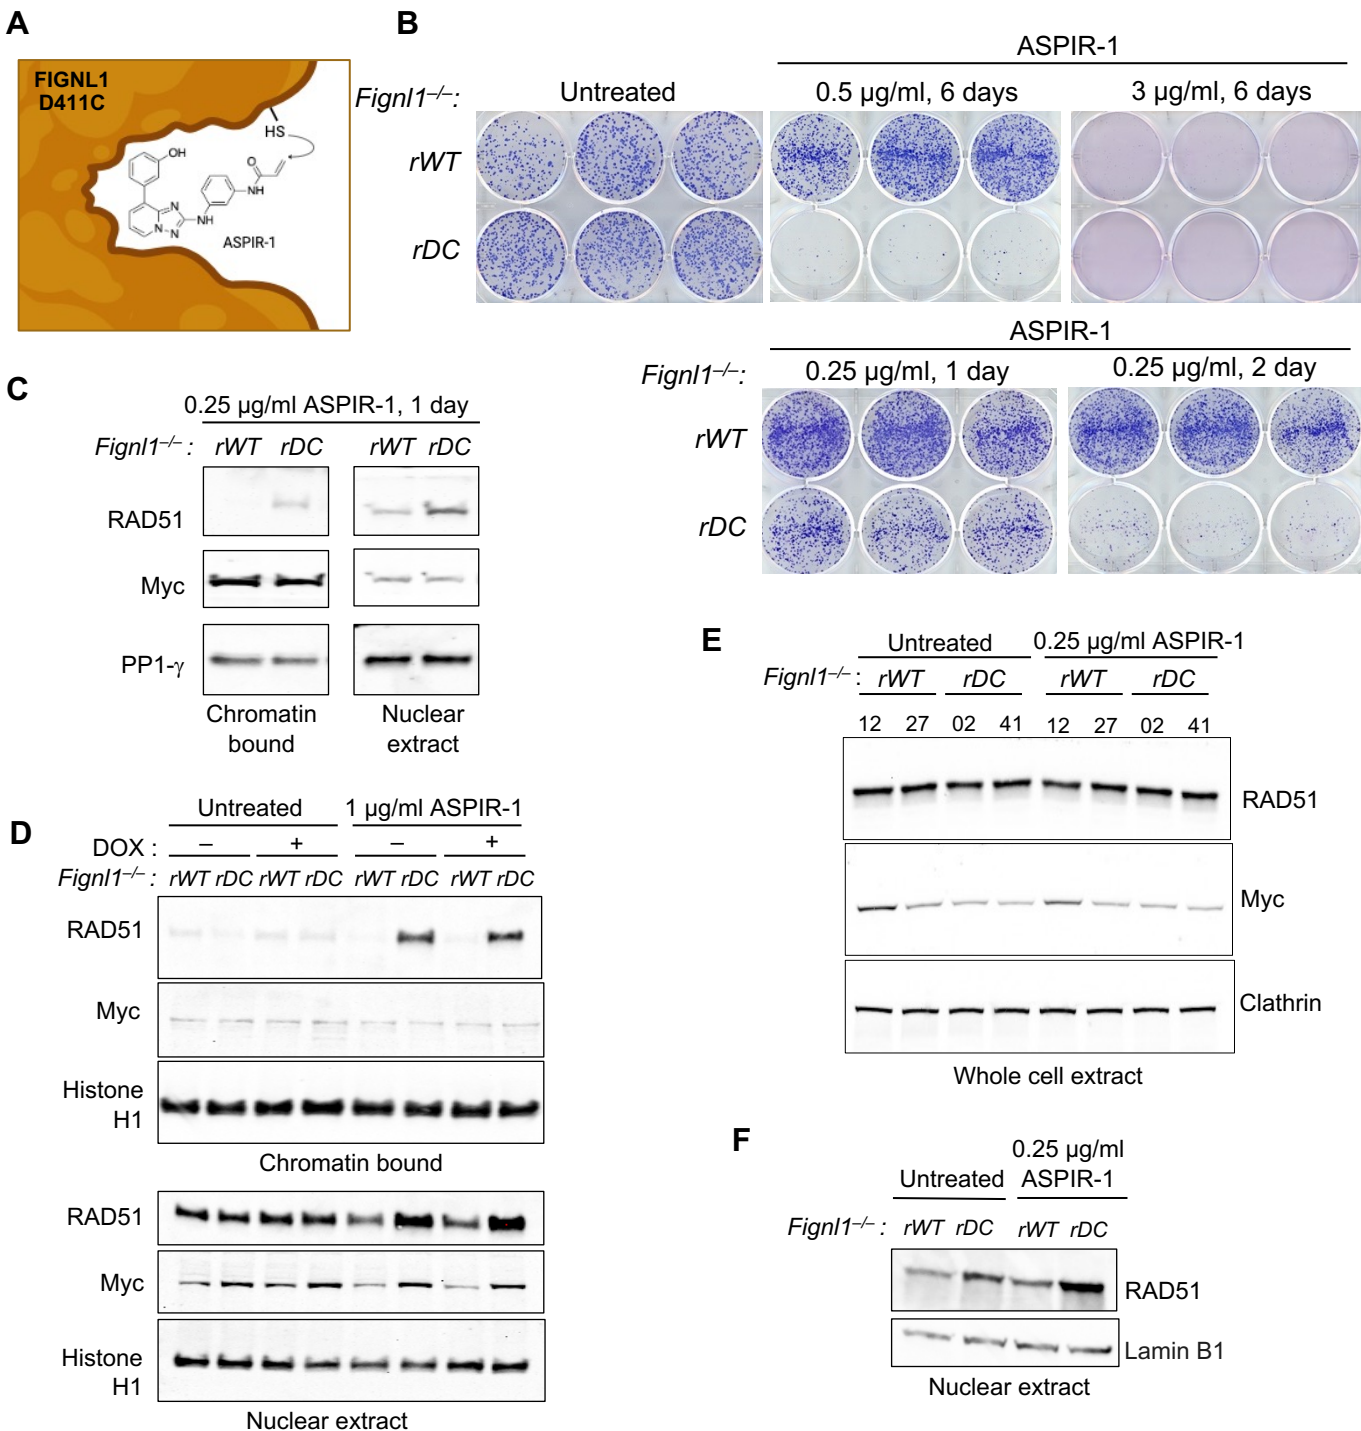 A
FIGNL1
D411C
HS
OH
O
NH
N
N
N
NH
ASPIR-1
B
ASPIR-1
Fignl1–/–:
Untreated
0.5 µg/ml, 6 days
3 µg/ml, 6 days
rWT
rDC
ASPIR-1
Fignl1–/–:
0.25 µg/ml, 1 day
0.25 µg/ml, 2 day
rWT
rDC
C
0.25 µg/ml ASPIR-1, 1 day
Fignl1–/– : rWT rDC rWT rDC
RAD51
Myc
PP1-γ
Chromatin
bound
Nuclear
extract
D
Untreated 1 µg/ml ASPIR-1
DOX : – + – +
Fignl1–/– : rWT rDC rWT rDC rWT rDC rWT rDC
RAD51
Myc
Histone
H1
Chromatin bound
RAD51
Myc
Histone
H1
Nuclear extract
E
Untreated 0.25 µg/ml ASPIR-1
Fignl1–/– : rWT rDC rWT rDC
12 27 02 41 12 27 02 41
RAD51
Myc
Clathrin
Whole cell extract
F
0.25 µg/ml
Untreated ASPIR-1
Fignl1–/– : rWT rDC rWT rDC
RAD51
Lamin B1
Nuclear extract